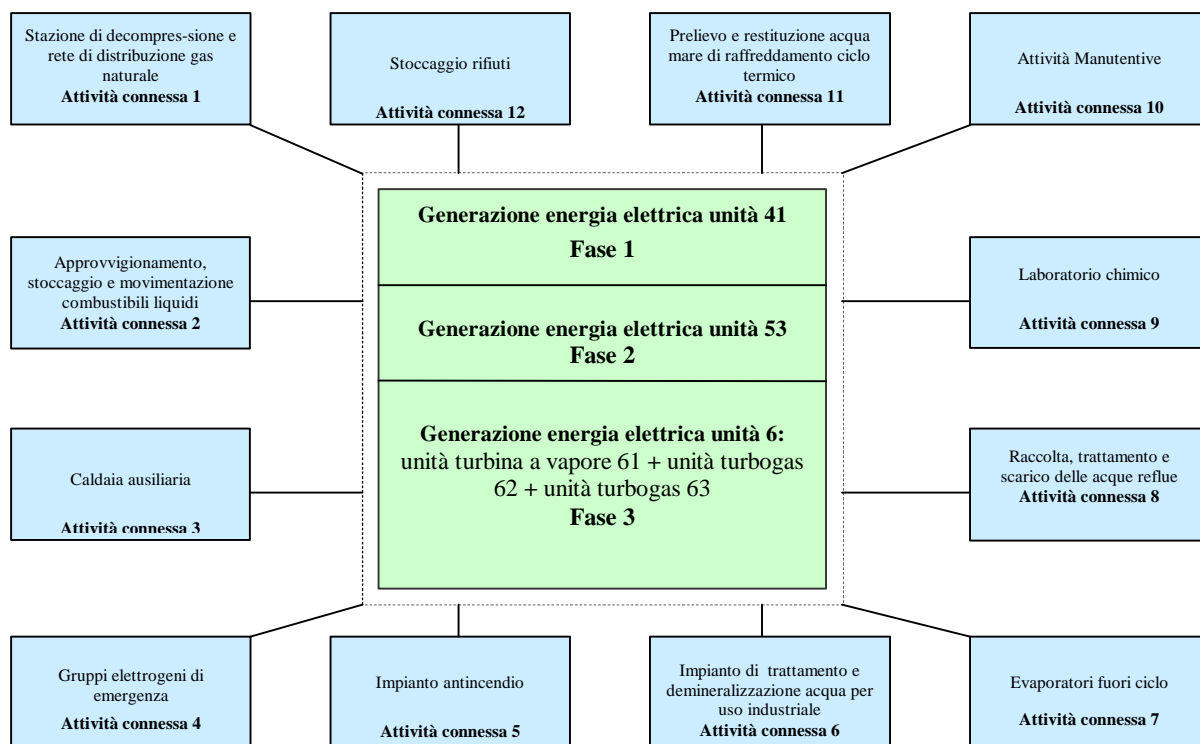 Stazione di decompres-sione e
rete di distribuzione gas
naturale
Attività connessa 1
Stoccaggio rifiuti
Attività connessa 12
Prelievo e restituzione acqua
mare di raffreddamento ciclo
termico
Attività connessa 11
Attività Manutentive
Attività connessa 10
Generazione energia elettrica unità 41
Fase 1
Approvvigionamento,
stoccaggio e movimentazione
combustibili liquidi
Attività connessa 2
Generazione energia elettrica unità 53
Fase 2
Laboratorio chimico
Attività connessa 9
Generazione energia elettrica unità 6:
unità turbina a vapore 61 + unità turbogas
62 + unità turbogas 63
Fase 3
Caldaia ausiliaria
Attività connessa 3
Raccolta, trattamento e
scarico delle acque reflue
Attività connessa 8
Gruppi elettrogeni di
emergenza
Attività connessa 4
Impianto antincendio
Attività connessa 5
Impianto di trattamento e
demineralizzazione acqua per
uso industriale
Attività connessa 6
Evaporatori fuori ciclo
Attività connessa 7